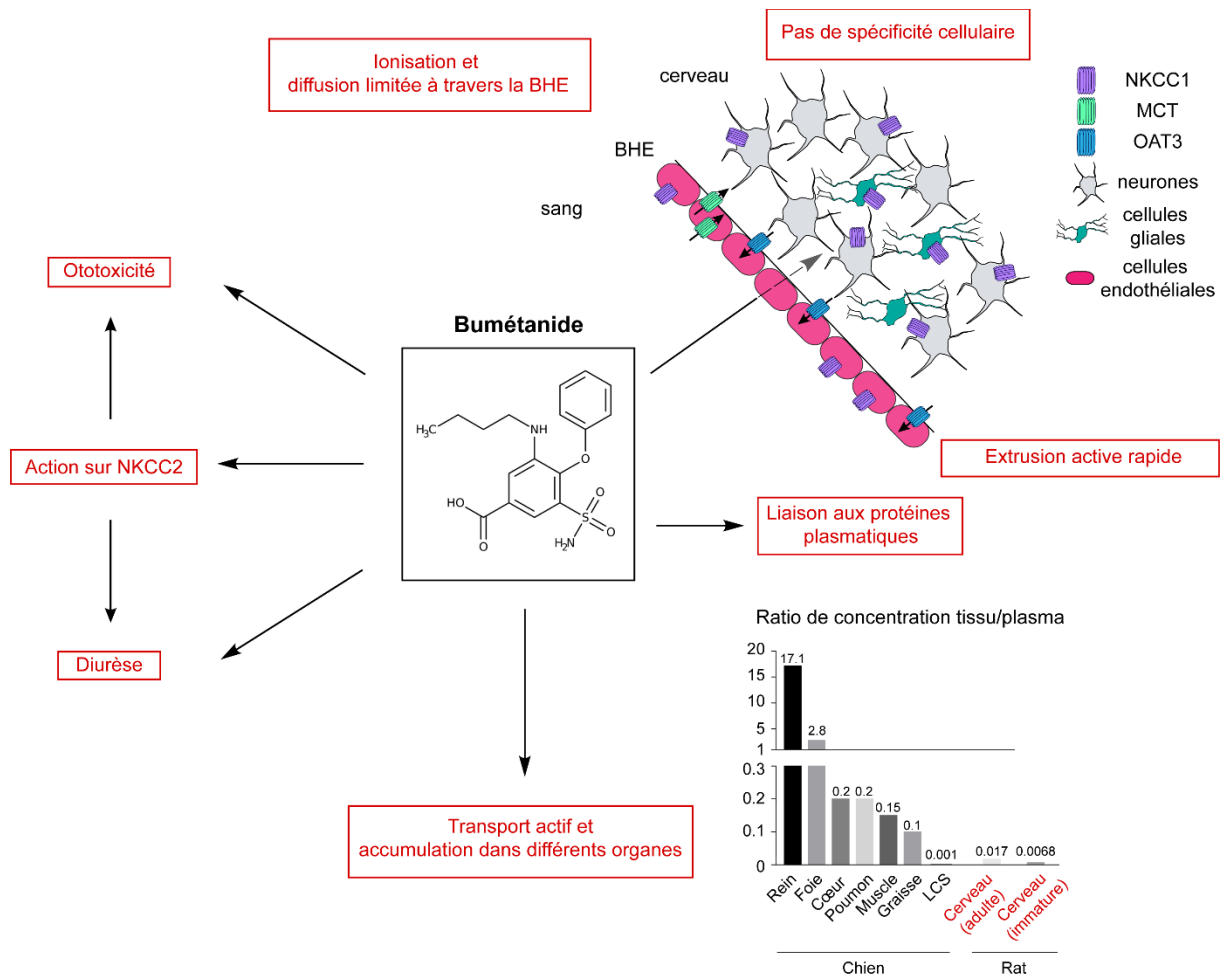 Ionisation et
diffusion limitée à travers la BHE
Pas de spécificité cellulaire
cerveau
BHE
sang
NKCC1
MCT
OAT3
neurones
cellules
gliales
cellules
endothéliales
Ototoxicité
Action sur NKCC2
Diurèse
Bumétanide
H3C
NH
O
HO
O
S
O
O
H2N
Extrusion active rapide
Liaison aux protéines
plasmatiques
Transport actif et
accumulation dans différents organes
Ratio de concentration tissu/plasma
20
15
10
5
1
0.3
0.2
0.1
0
17.1
2.8
0.2
0.2
0.15
0.1
0.001
0.017
0.0068
Rein
Foie
Cœur
Poumon
Muscle
Graisse
LCS
Cerveau
(adulte)
Cerveau
(immature)
Chien
Rat